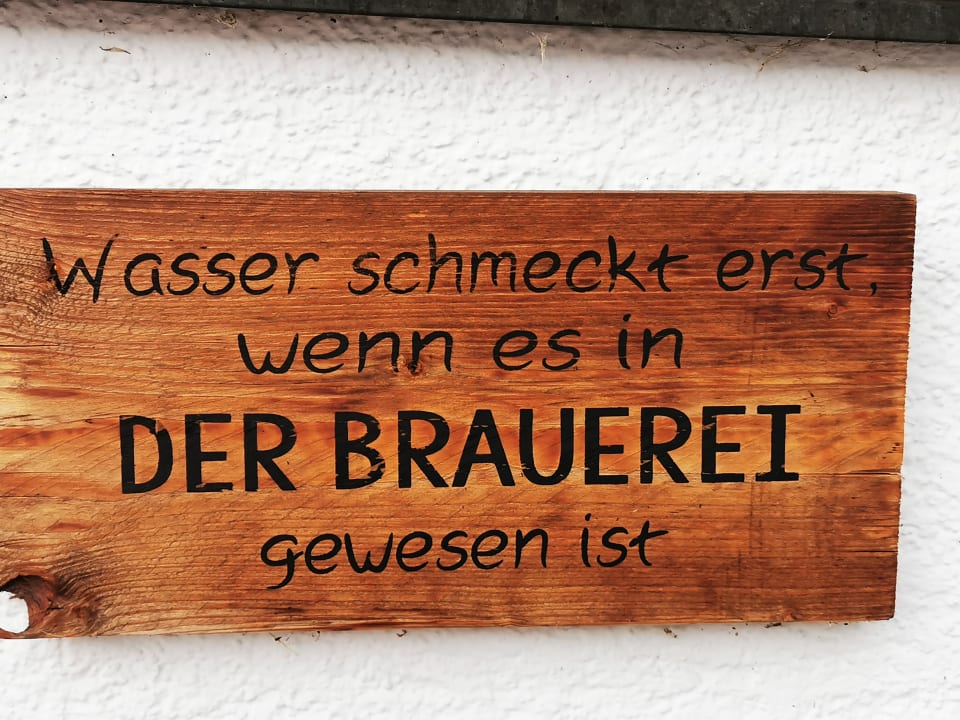 Wasser schmeckt erst,
wenn es in
DER BRAUEREI
gewesen ist